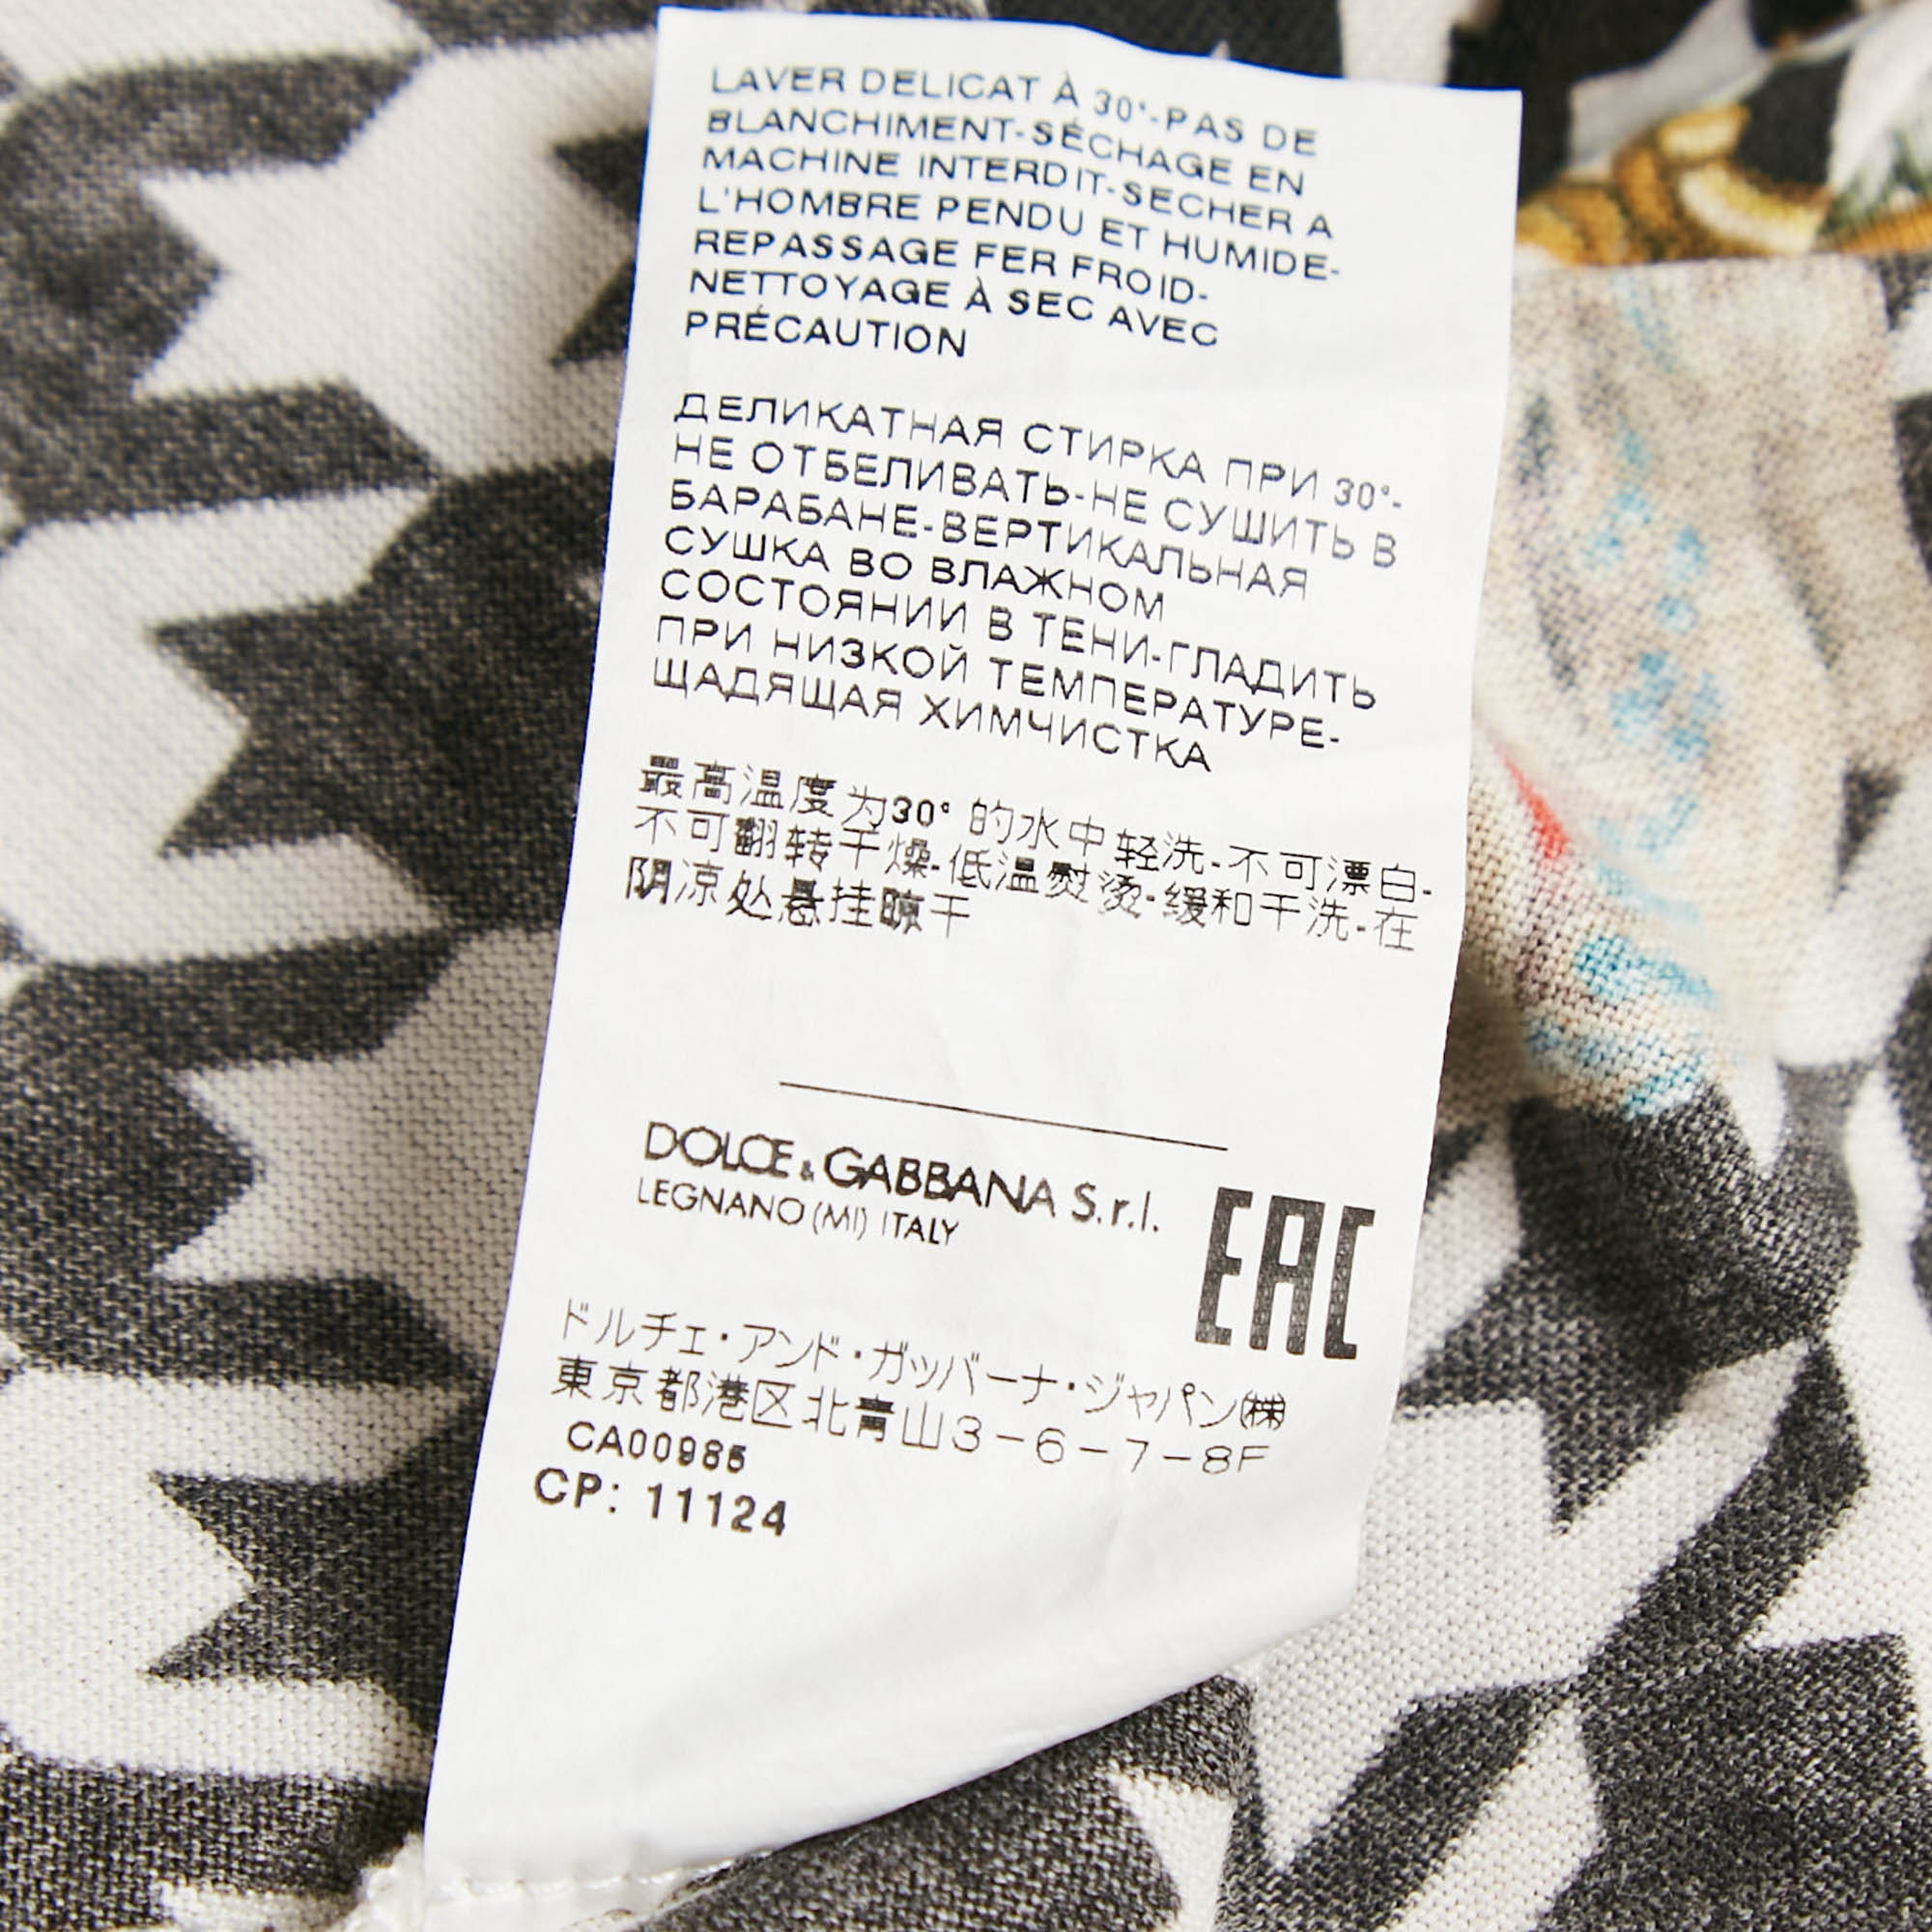 LAVER DELICAT À 30°-PAS DE
BLANCHIMENT-SÉCHAGE EN
MACHINE INTERDIT-SECHER A
L'HOMBRE PENDU ET HUMIDE-
REPASSAGE FER FROID-
NETTOYAGE À SEC AVEC
PRÉCAUTION
ДЕЛИКАТНАЯ СТИРКА ПРИ 30°-
НЕ ОТБЕЛИВАТЬ-НЕ СУШИТЬ В
БАРАБАНЕ-ВЕРТИКАЛЬНАЯ
СУШКА ВО ВЛАЖНОМ
СОСТОЯНИИ В ТЕНИ-ГЛАДИТЬ
ПРИ НИЗКОЙ ТЕМПЕРАТУРЕ-
ЩАДЯЩАЯ ХИМЧИСТКА
最高温度为30° 的水中轻洗-不可漂白-
不可翻转干燥-低温熨烫-缓和干洗-在
阴凉处悬挂晾干
DOLCE & GABBANA S.r.l.
LEGNANO (MI) ITALY
EAC
ドルチェ・アンド・ガッバーナ・ジャパン㈱
東京都港区北青山3-6-7-8F
CA00985
CP: 11124